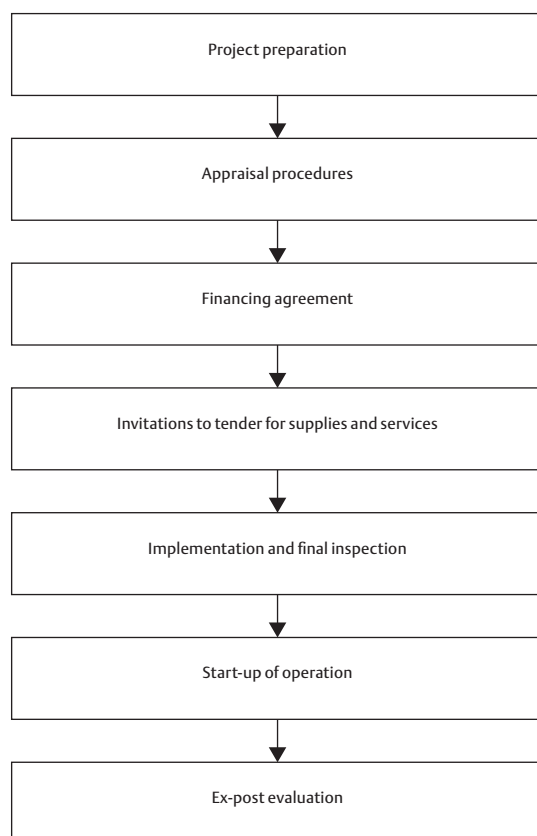 Project preparation
Appraisal procedures
Financing agreement
Invitations to tender for supplies and services
Implementation and final inspection
Start-up of operation
Ex-post evaluation